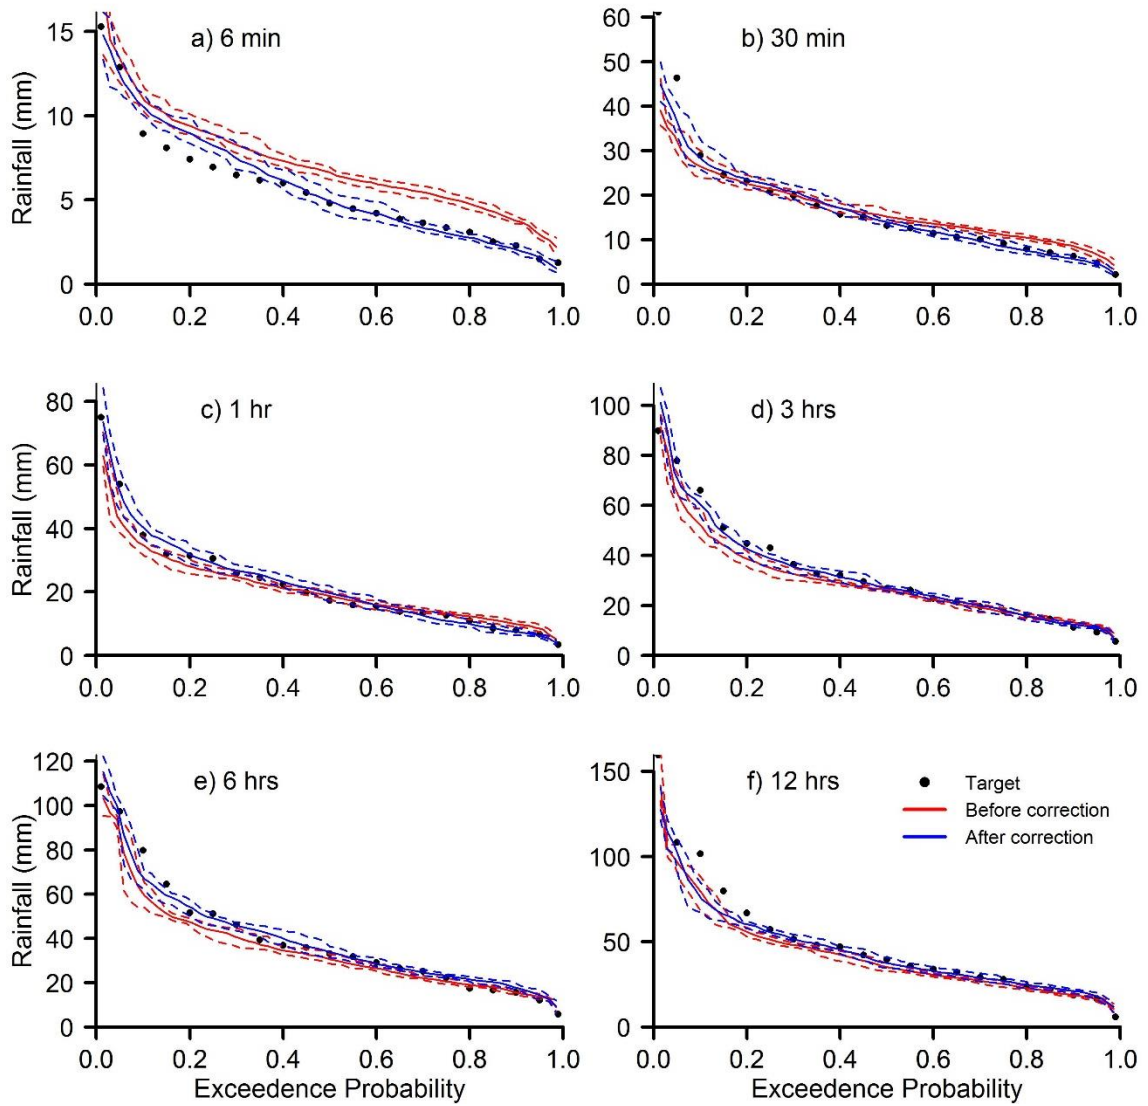 a) 6 min
b) 30 min
Rainfall (mm)
15
10
5
0
60
50
40
30
20
10
0
0.0 0.2 0.4 0.6 0.8 1.0
0.0 0.2 0.4 0.6 0.8 1.0
c) 1 hr
d) 3 hrs
Rainfall (mm)
80
60
40
20
0
100
80
60
40
20
0
0.0 0.2 0.4 0.6 0.8 1.0
0.0 0.2 0.4 0.6 0.8 1.0
e) 6 hrs
f) 12 hrs
Target
Before correction
After correction
Rainfall (mm)
120
100
80
60
40
20
0
150
100
50
0
0.0 0.2 0.4 0.6 0.8 1.0
0.0 0.2 0.4 0.6 0.8 1.0
Exceedence Probability
Exceedence Probability